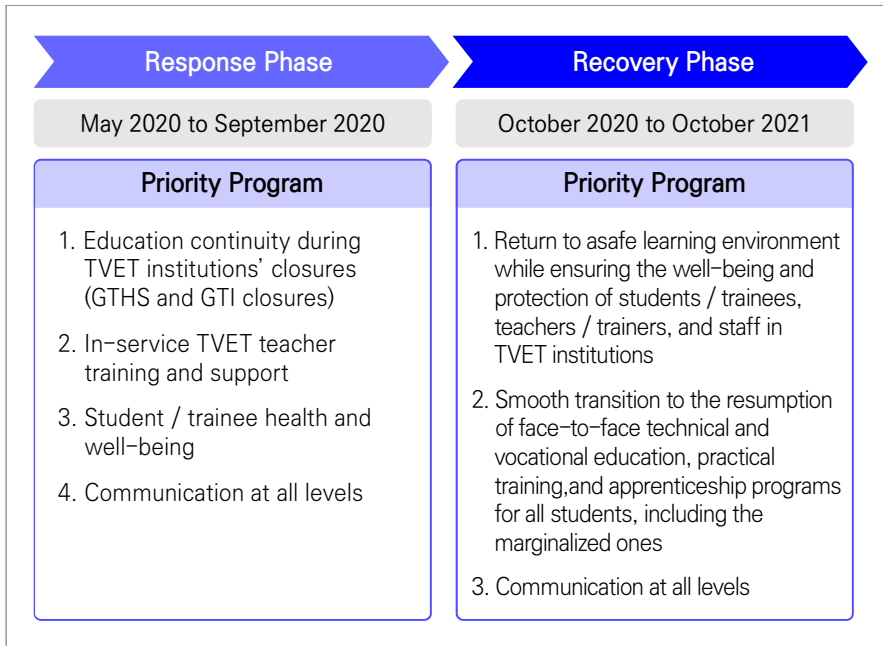 Response Phase
May 2020 to September 2020
Priority Program
1. Education continuity during
TVET institutions’ closures
(GTHS and GTI closures)
2. In-service TVET teacher
training and support
3. Student / trainee health and
well-being
4. Communication at all levels
Recovery Phase
October 2020 to October 2021
Priority Program
1. Return to asafe learning environment
while ensuring the well-being and
protection of students / trainees,
teachers / trainers, and staff in
TVET institutions
2. Smooth transition to the resumption
of face-to-face technical and
vocational education, practical
training,and apprenticeship programs
for all students, including the
marginalized ones
3. Communication at all levels